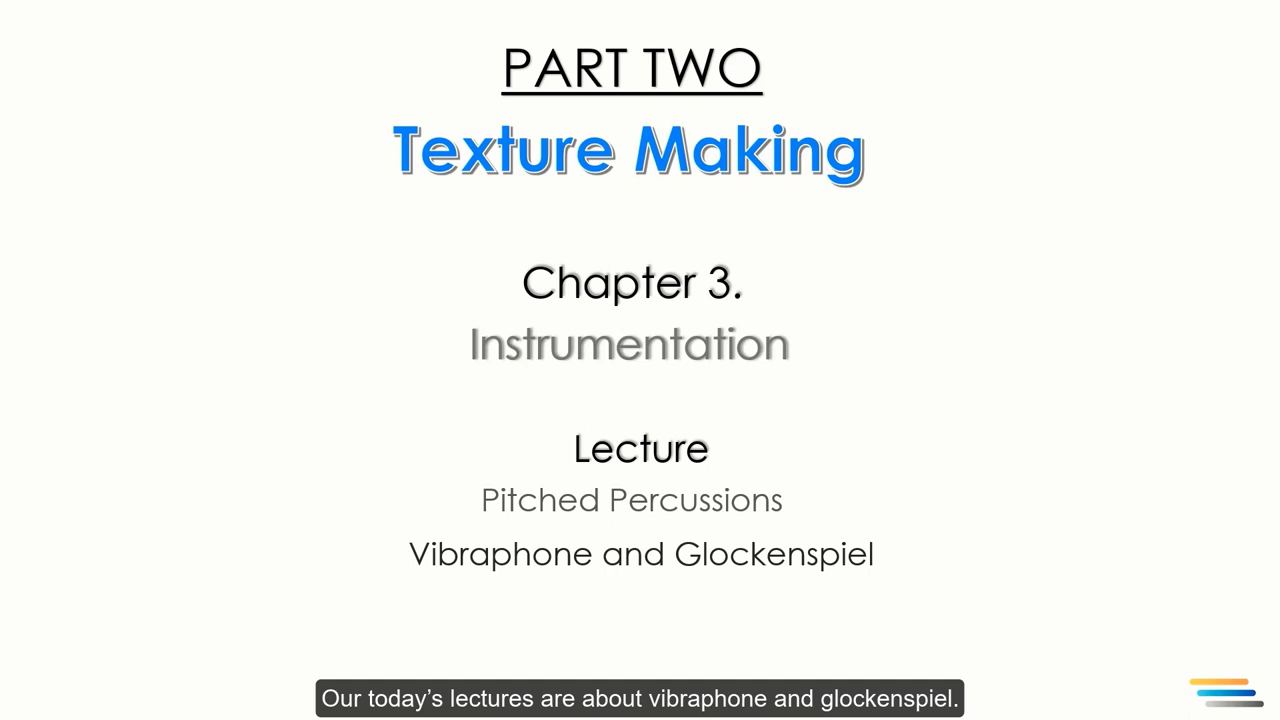 PART TWO
Texture Making
Chapter 3.
Instrumentation
Lecture
Pitched Percussions
Vibraphone and Glockenspiel
Our today’s lectures are about vibraphone and glockenspiel.